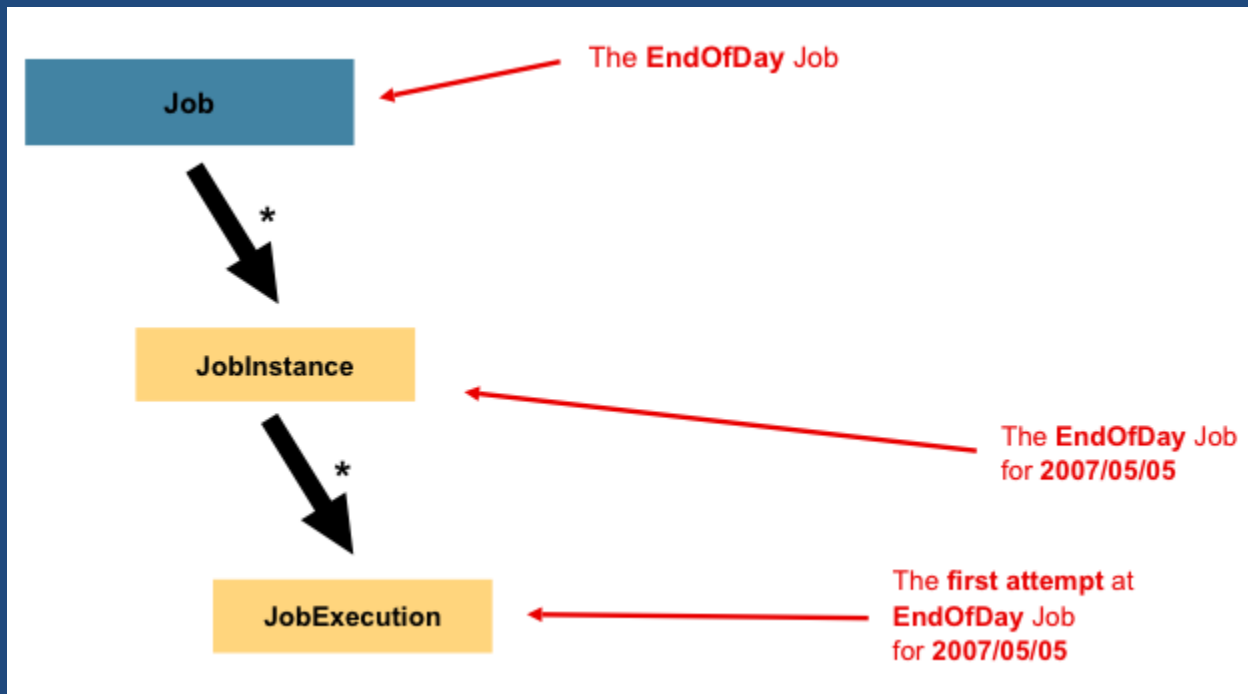 The EndOfDay Job
Job
*
JobInstance
*
The EndOfDay Job
for 2007/05/05
JobExecution
The first attempt at
EndOfDay Job
for 2007/05/05